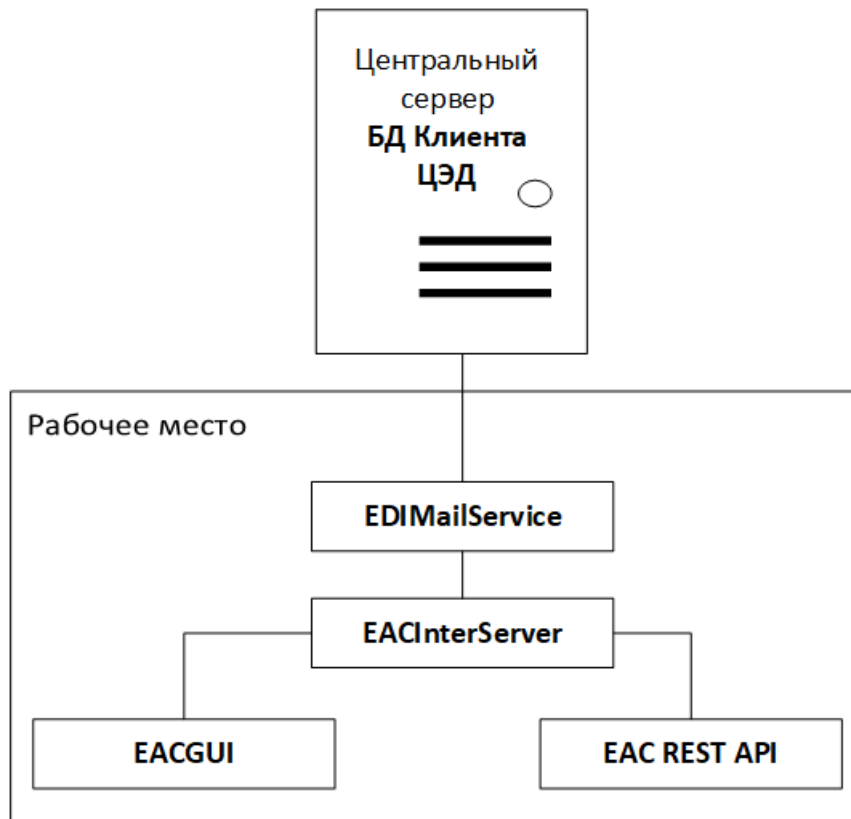 Центральный
сервер
БД Клиента
ЦЭД
Рабочее место
EDIMailService
EACInterServer
EACGUI
EAC REST API